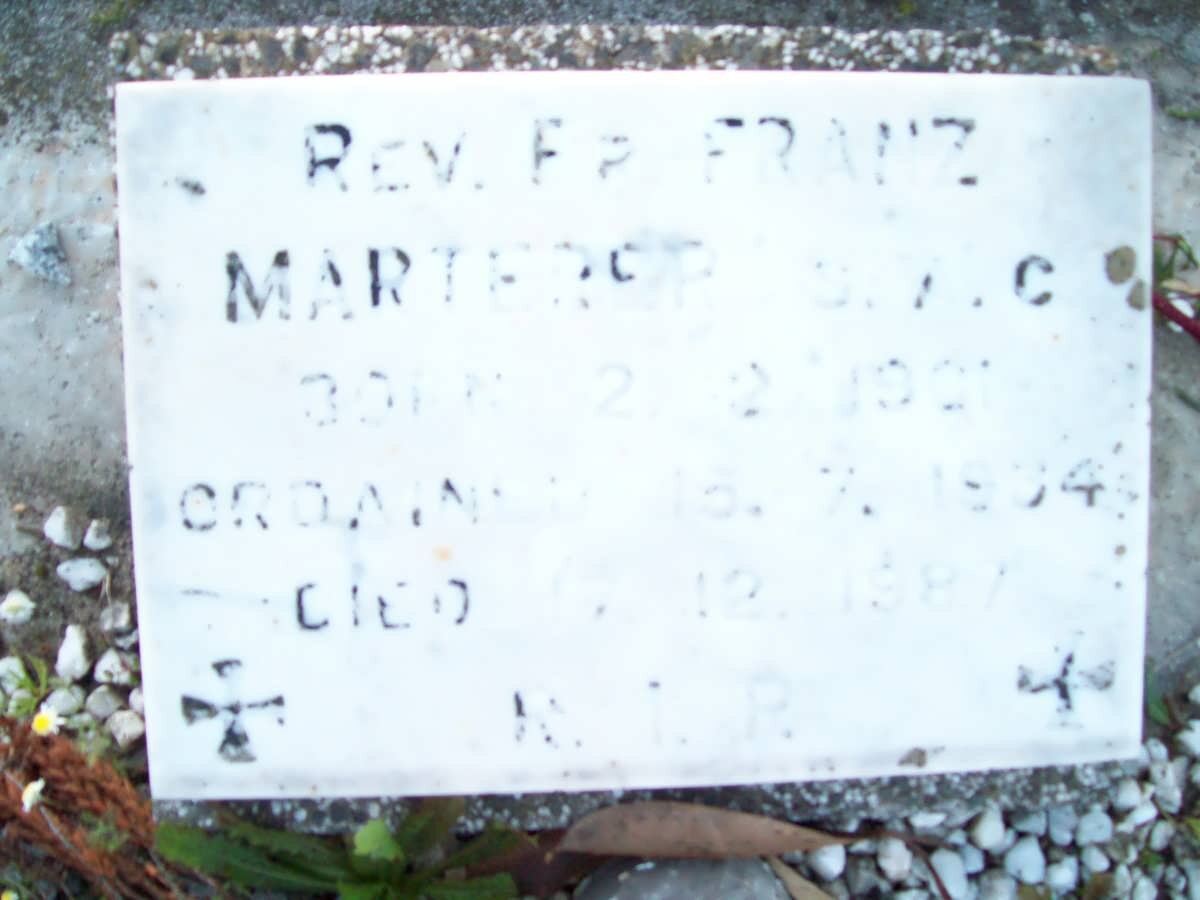 REV. FR FRANZ
MARTERER S. . C
BORN 2. 2. 1901
ORDAINED 15. 7. 1934
DIED 12. 1987
R. I. P.